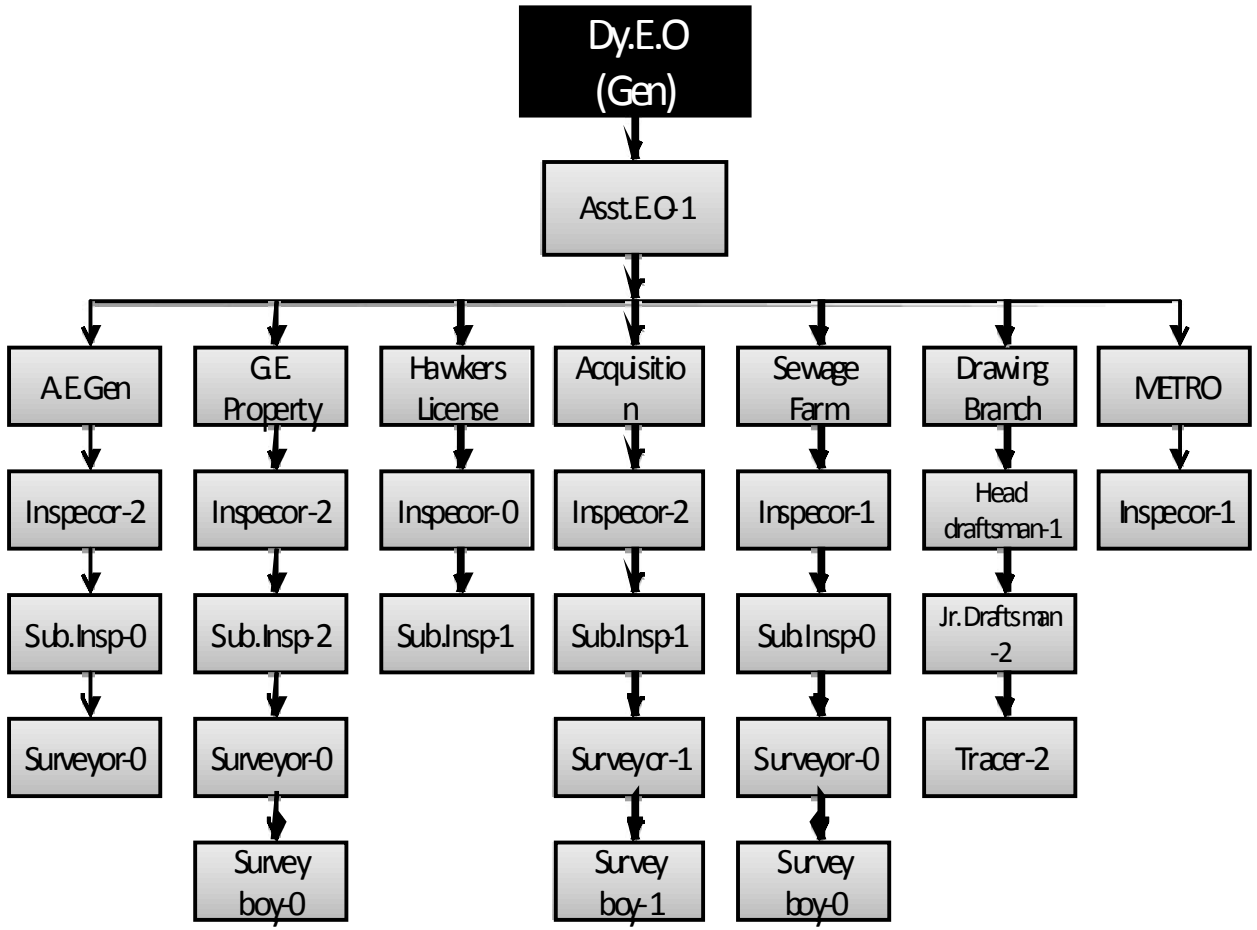 Dy.E.O
(Gen)
Asst.E.O-1
A.E.Gen
G.E.
Property
Hawkers
License
Acquisitio
n
Sewage
Farm
Drawing
Branch
METRO
Inspecor-2
Inspecor-2
Inspecor-0
Inspecor-2
Inspecor-1
Head
draftsman-1
Inspecor-1
Sub.Insp-0
Sub.Insp-2
Sub.Insp-1
Sub.Insp-1
Sub.Insp-0
Jr. Draftsman
-2
Surveyor-0
Surveyor-0
Surveyor-1
Surveyor-0
Tracer-2
Survey
boy-0
Survey
boy-1
Survey
boy-0